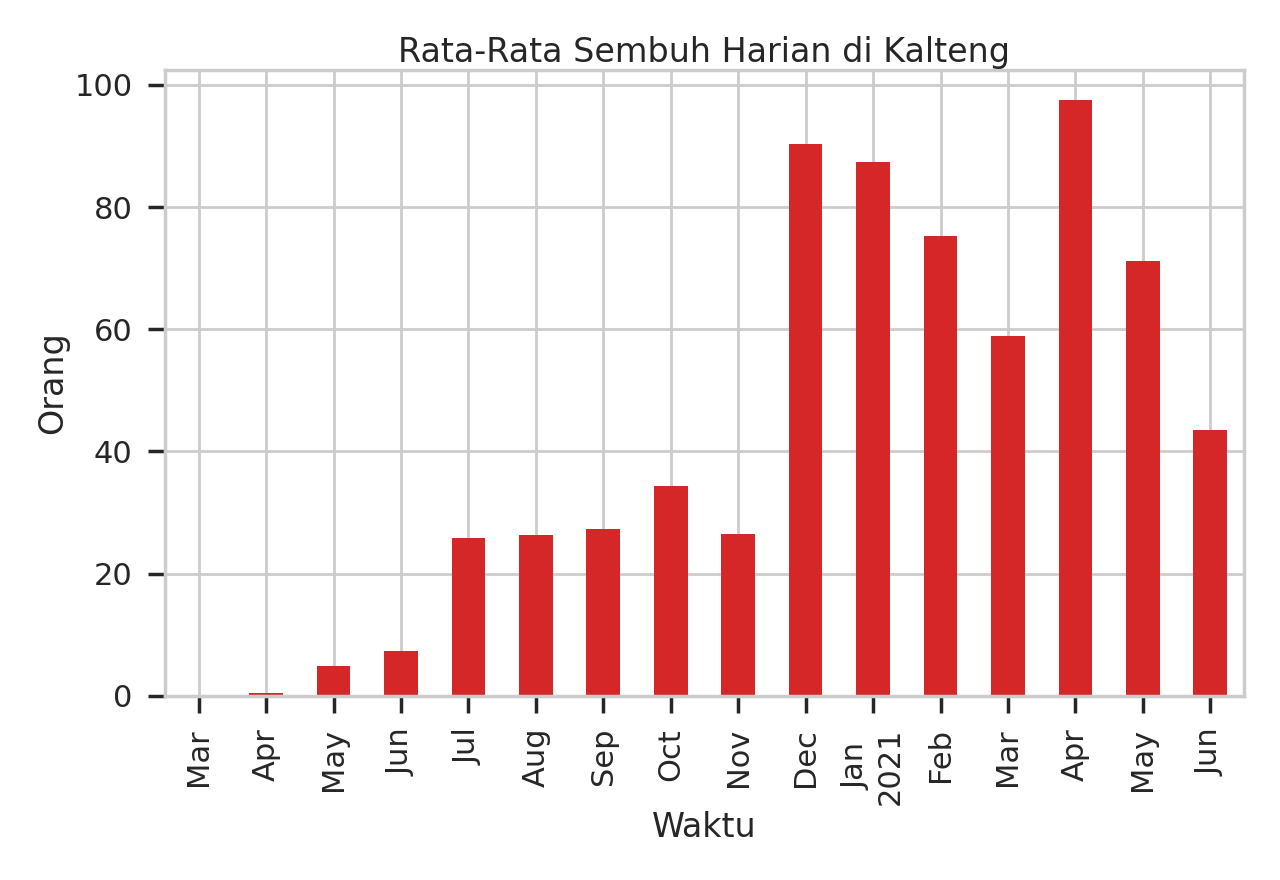 Rata-Rata Sembuh Harian di Kalteng
100
80
60
40
20
0
Orang
Mar
Apr
May
Jun
Jul
Aug
Sep
Oct
Nov
Dec
Jan
2021
Feb
Mar
Apr
May
Jun
Waktu